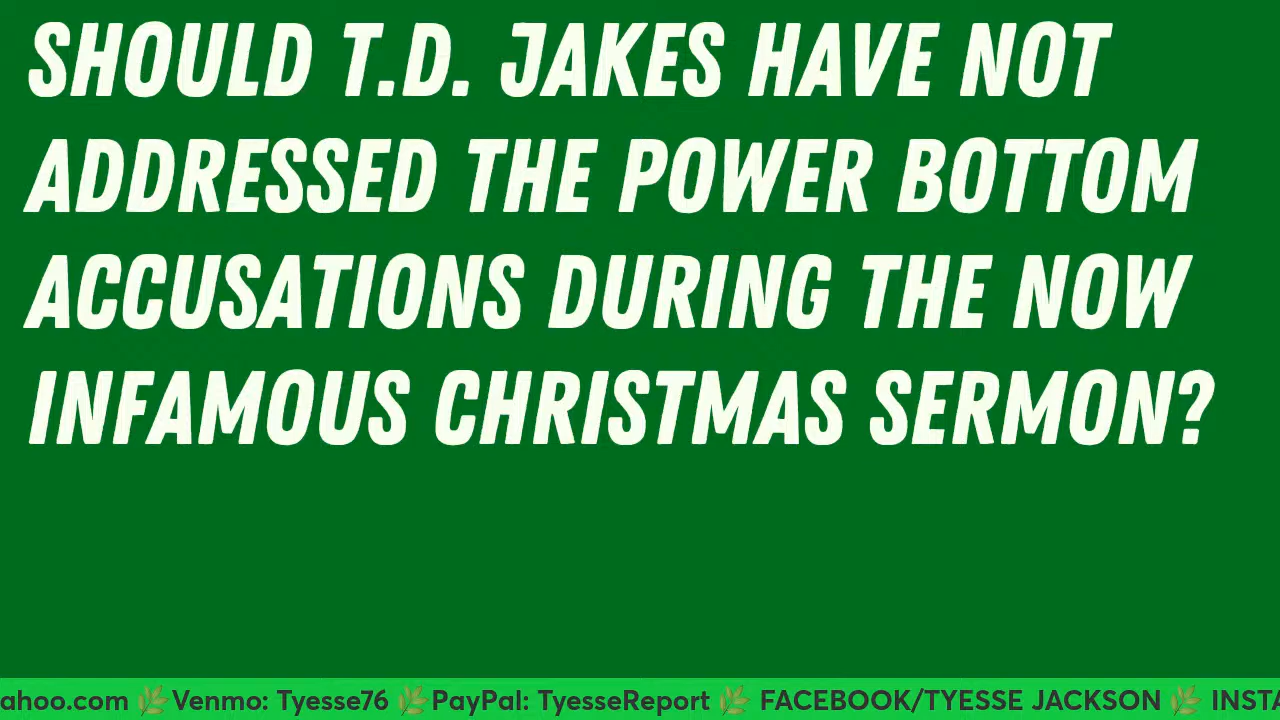 SHOULD T.D. JAKES HAVE NOT
ADDRESSED THE POWER BOTTOM
ACCUSATIONS DURING THE NOW
INFAMOUS CHRISTMAS SERMON?
ahoo.com 🌿 Venmo: Tyesse76 🌿 PayPal: TyesseReport 🌿 FACEBOOK/TYESSE JACKSON 🌿 INSTA